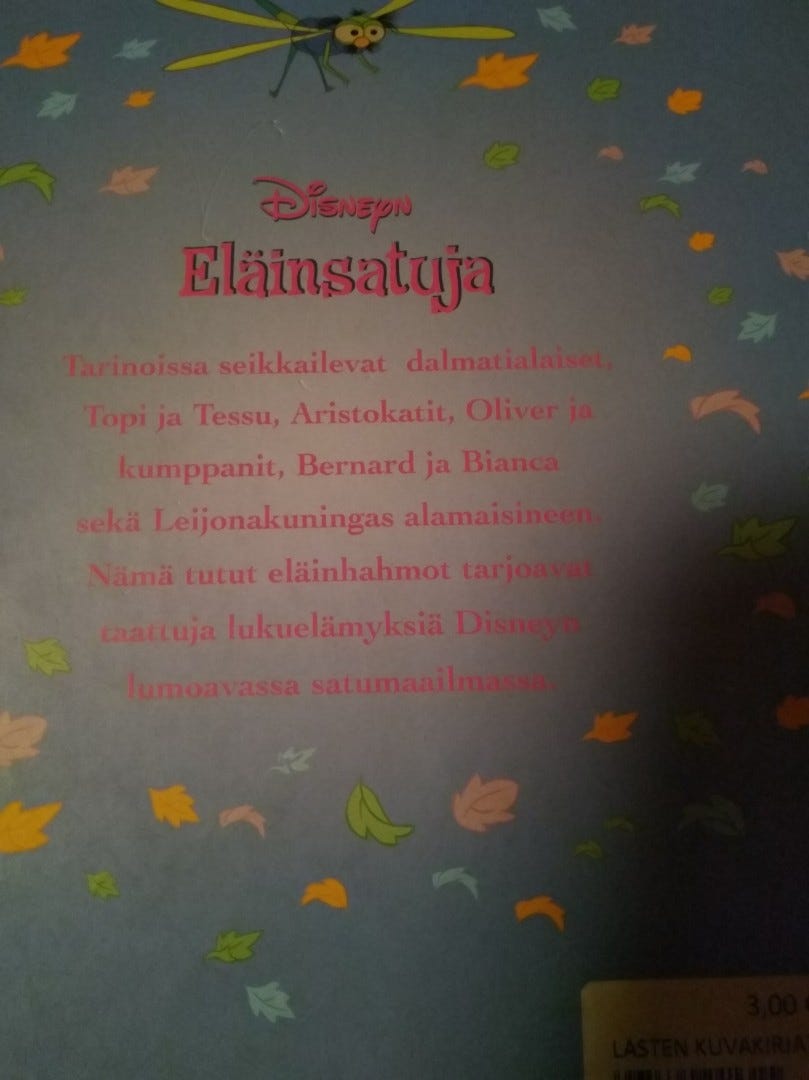 Disneyn
Eläinsatuja
Tarinoissa seikkailevat dalmatialaiset,
Topi ja Tessu, Aristokatit, Oliver ja
kumppanit, Bernard ja Bianca
sekä Leijonakuningas alamaisineen.
Nämä tutut eläinhahmot tarjoavat
taattuja lukuelämyksiä Disneyn
lumoavassa satumaailmassa.
3,00 €
LASTEN KUVAKIRJA